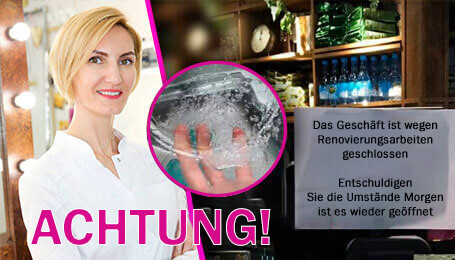 Das Geschäft ist wegen
Renovierungsarbeiten
geschlossen
Entschuldigen
Sie die Umstände Morgen
ist es wieder geöffnet
ACHTUNG!